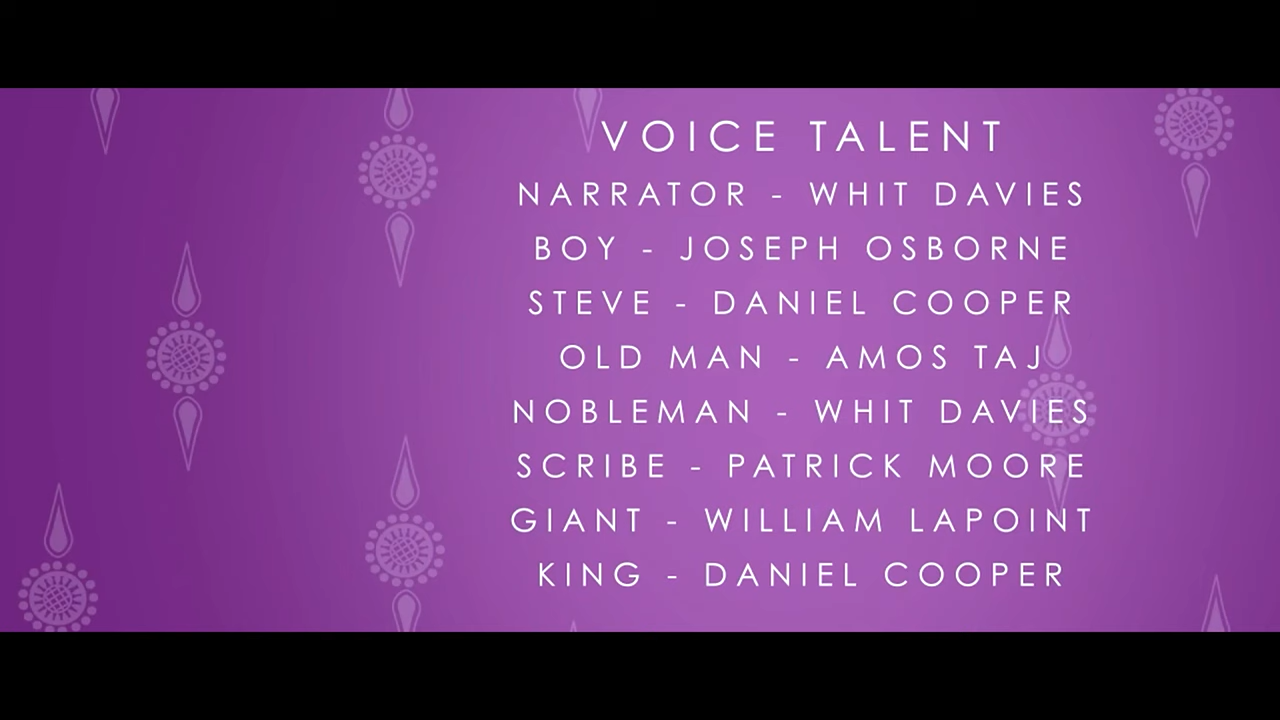 VOICE TALENT
NARRATOR - WHIT DAVIES
BOY - JOSEPH OSBORNE
STEVE - DANIEL COOPER
OLD MAN - AMOS TAJ
NOBLEMAN - WHIT DAVIES
SCRIBE - PATRICK MOORE
GIANT - WILLIAM LAPOINT
KING - DANIEL COOPER